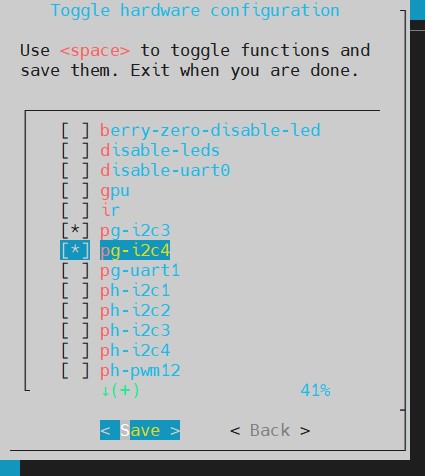 Toggle hardware configuration
Use <space> to toggle functions and
save them. Exit when you are done.
[ ] berry-zero-disable-led
[ ] disable-leds
[ ] disable-uart0
[ ] gpu
[ ] ir
[*] pg-i2c3
[*] pg-i2c4
[ ] pg-uart1
[ ] ph-i2c1
[ ] ph-i2c2
[ ] ph-i2c3
[ ] ph-i2c4
[ ] ph-pwm12
↓(+) 41%
< Save > < Back >